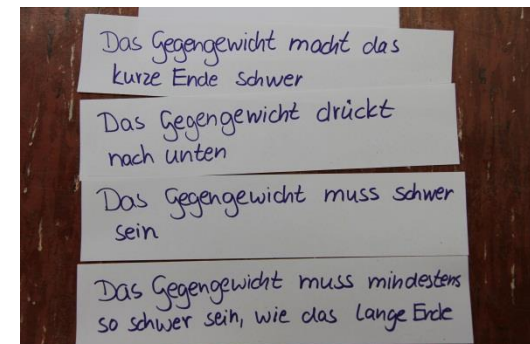 Das Gegengewicht macht das
kurze Ende schwer
Das Gegengewicht drückt
nach unten
Das Gegengewicht muss schwer
sein
Das Gegengewicht muss mindestens
so schwer sein, wie das lange Ende